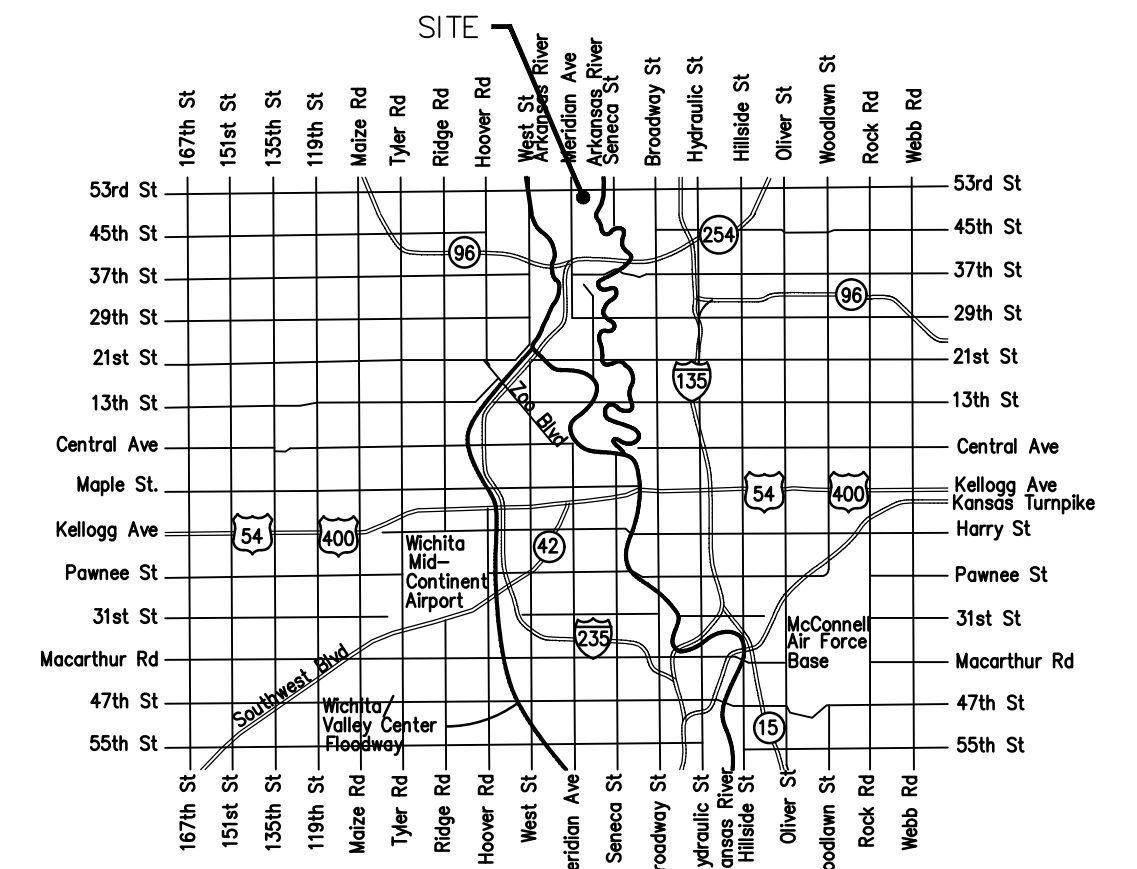 SITE
167th St
151st St
135th St
119th St
Maize Rd
Tyler Rd
Ridge Rd
Hoover Rd
West St
Arkansas River
Meridian Ave
Arkansas River
Seneca St
Broadway St
Hydraulic St
Hillside St
Oliver St
Woodlawn St
Rock Rd
Webb Rd
53rd St
53rd St
45th St
254
45th St
96
37th St
37th St
96
29th St
29th St
21st St
21st St
135
13th St
Zoo Blvd
13th St
Central Ave
Central Ave
Maple St.
54
400
Kellogg Ave
Kansas Turnpike
Kellogg Ave
54
400
42
Harry St
Wichita
Mid-
Continent
Airport
Pawnee St
Pawnee St
31st St
31st St
235
McConnell
Air Force
Base
Macarthur Rd
Macarthur Rd
Southwest Blvd
47th St
47th St
Wichita/
Valley Center
Floodway
15
55th St
55th St
167th St
151st St
135th St
119th St
Maize Rd
Tyler Rd
Ridge Rd
Hoover Rd
West St
eridian Ave
Seneca St
roadway St
ydraulic St
ansas River
Hillside St
Oliver St
oodlawn St
Rock Rd
Webb Rd